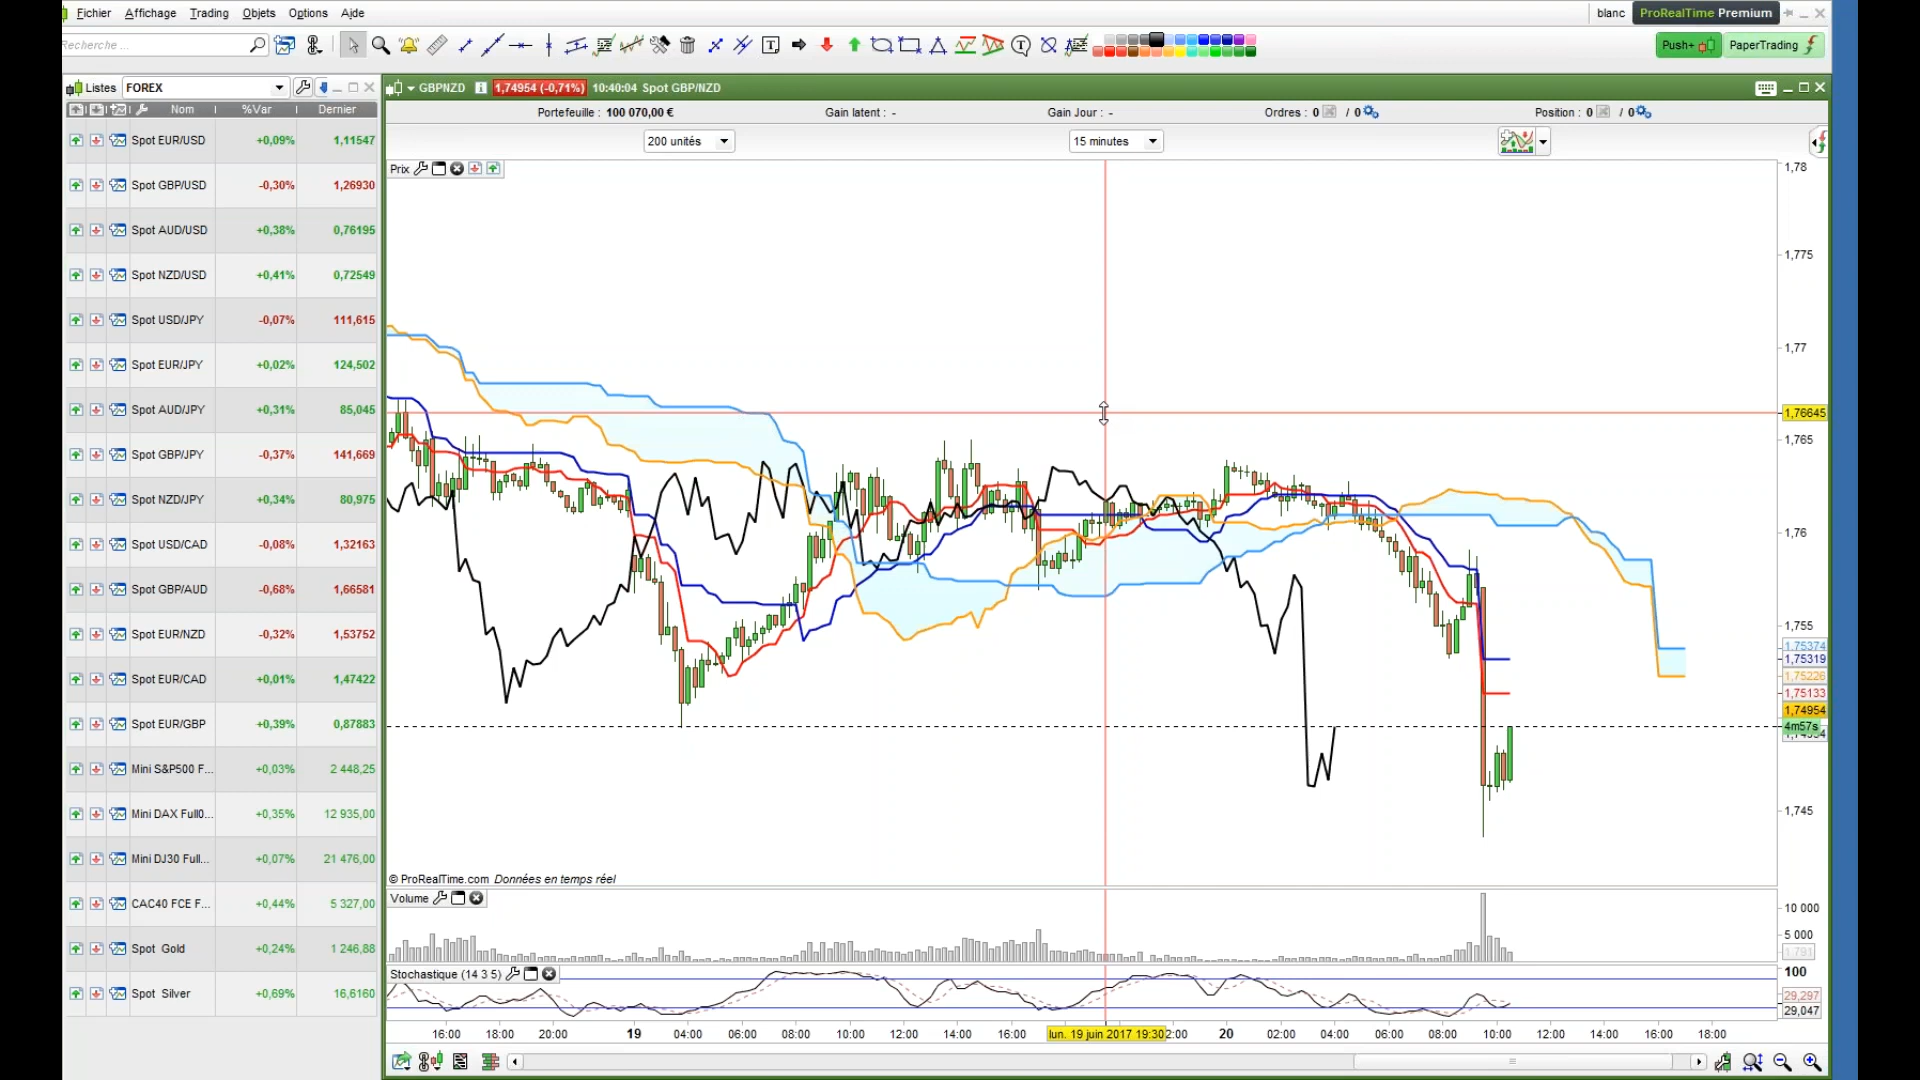 Fichier Affichage Trading Objets Options Aide blanc ProRealTime Premium
Recherche ... Push+ PaperTrading
Listes FOREX GBPNZD 1,74954 (-0,71%) 10:40:04 Spot GBP/NZD
Nom %Var Dernier Portefeuille : 100 070,00 € Gain latent : - Gain Jour : - Ordres : 0 / 0 Position : 0 / 0
200 unités 15 minutes
Prix
Spot EUR/USD +0,09% 1,11547
Spot GBP/USD -0,30% 1,26930
Spot AUD/USD +0,38% 0,76195
Spot NZD/USD +0,41% 0,72549
Spot USD/JPY -0,07% 111,615
Spot EUR/JPY +0,02% 124,502
Spot AUD/JPY +0,31% 85,045
Spot GBP/JPY -0,37% 141,669
Spot NZD/JPY +0,34% 80,975
Spot USD/CAD -0,08% 1,32163
Spot GBP/AUD -0,68% 1,66581
Spot EUR/NZD -0,32% 1,53752
Spot EUR/CAD +0,01% 1,47422
Spot EUR/GBP +0,39% 0,87883
Mini S&P500 F... +0,03% 2 448,25
Mini DAX Full0... +0,35% 12 935,00
Mini DJ30 Full... +0,07% 21 476,00
CAC40 FCE F... +0,44% 5 327,00
Spot Gold +0,24% 1 246,88
Spot Silver +0,69% 16,6160
1,78
1,775
1,77
1,76645
1,765
1,76
1,755
1,75374
1,75319
1,75226
1,75133
1,74954
4m57s
1,745
© ProRealTime.com Données en temps réel
Volume
10 000
5 000
1 791
Stochastique (14 3 5)
100
29,297
29,047
16:00 18:00 20:00 19 04:00 06:00 08:00 10:00 12:00 14:00 16:00 lun. 19 juin 2017 19:30 2:00 20 02:00 04:00 06:00 08:00 10:00 12:00 14:00 16:00 18:00